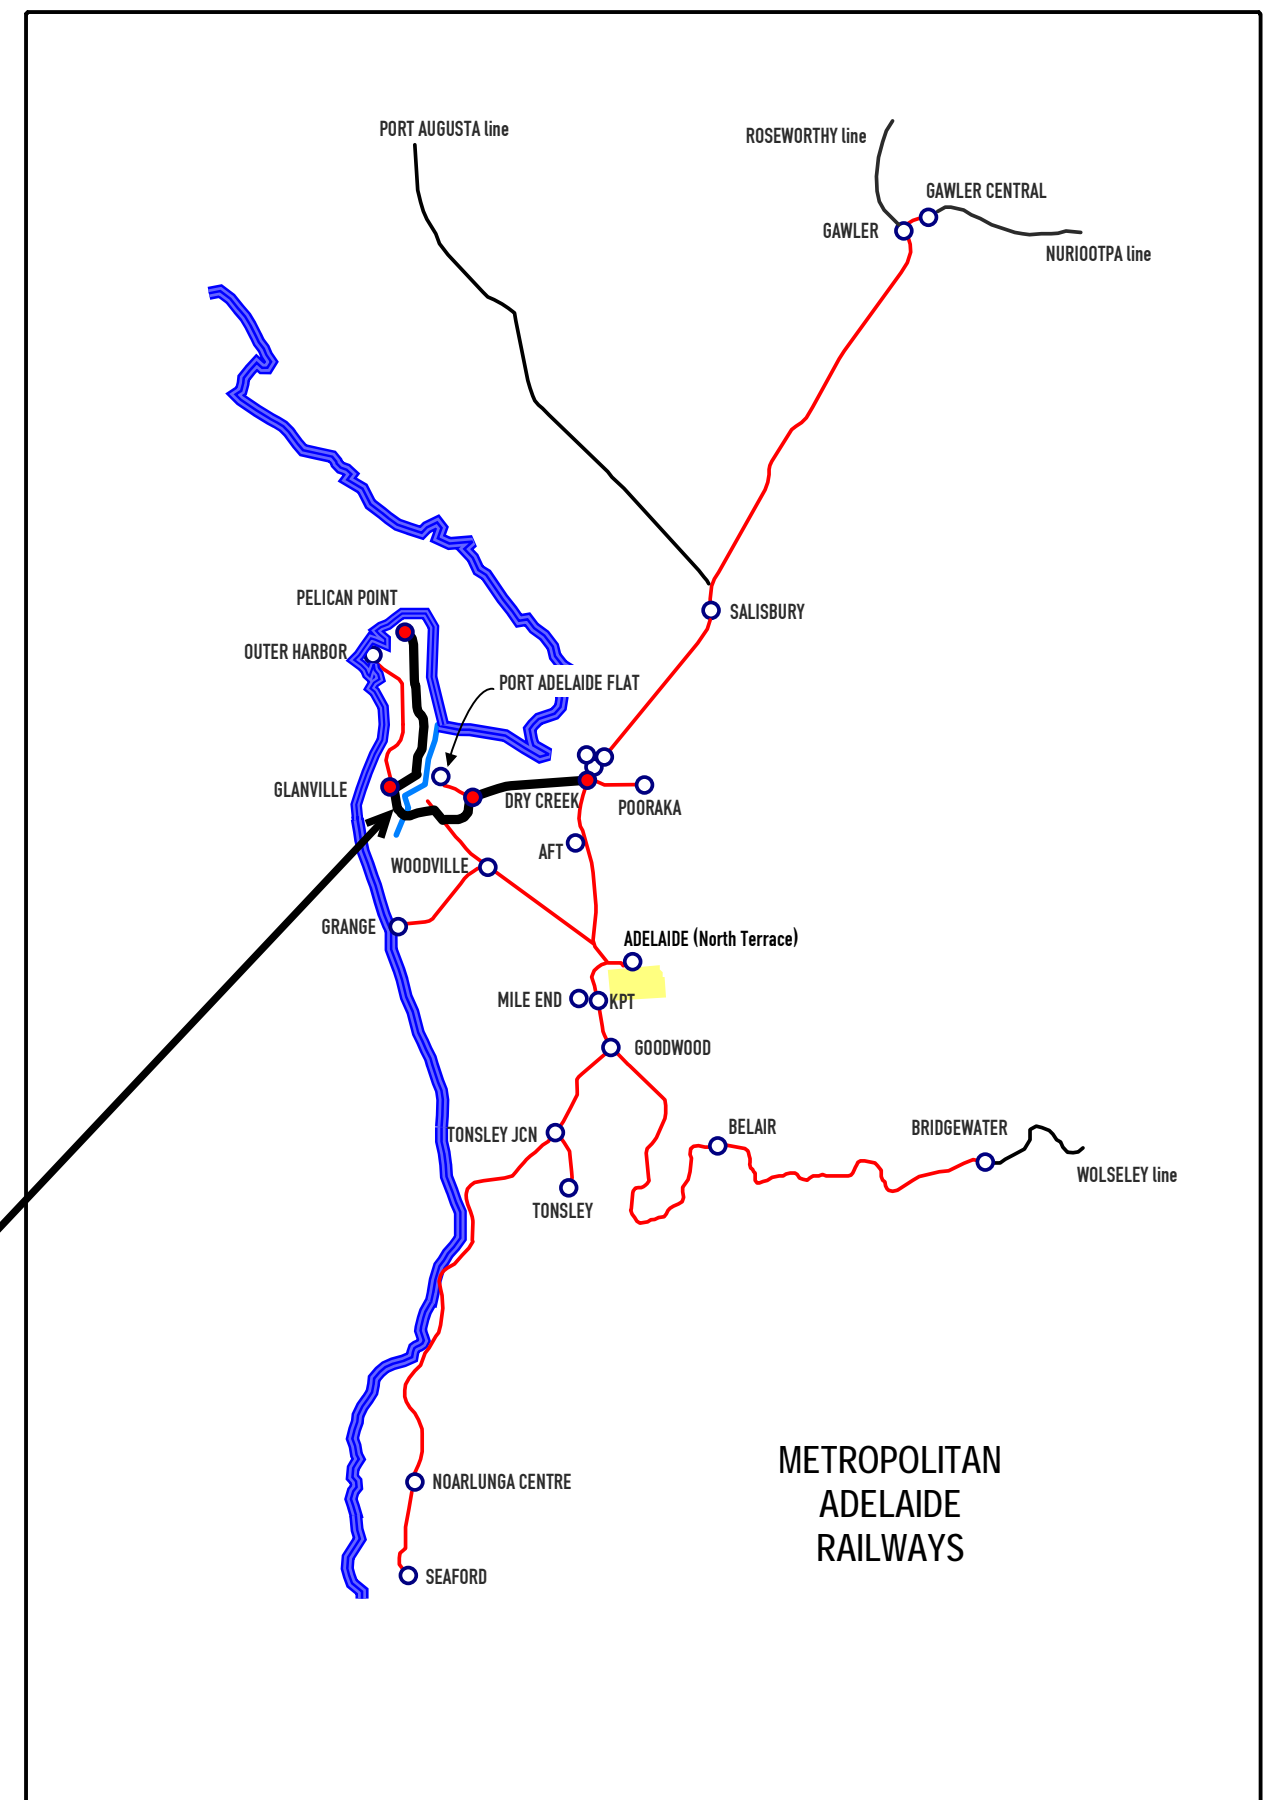 PORT AUGUSTA line
ROSEWORTHY line
GAWLER CENTRAL
GAWLER
NURIOOTPA line
PELICAN POINT
SALISBURY
OUTER HARBOR
PORT ADELAIDE FLAT
GLANVILLE
DRY CREEK
POORAKA
AFT
WOODVILLE
GRANGE
ADELAIDE (North Terrace)
MILE END
KPT
GOODWOOD
TONSLEY JCN
BELAIR
BRIDGEWATER
WOLSELEY line
TONSLEY
METROPOLITAN
ADELAIDE
RAILWAYS
NOARLUNGA CENTRE
SEAFORD